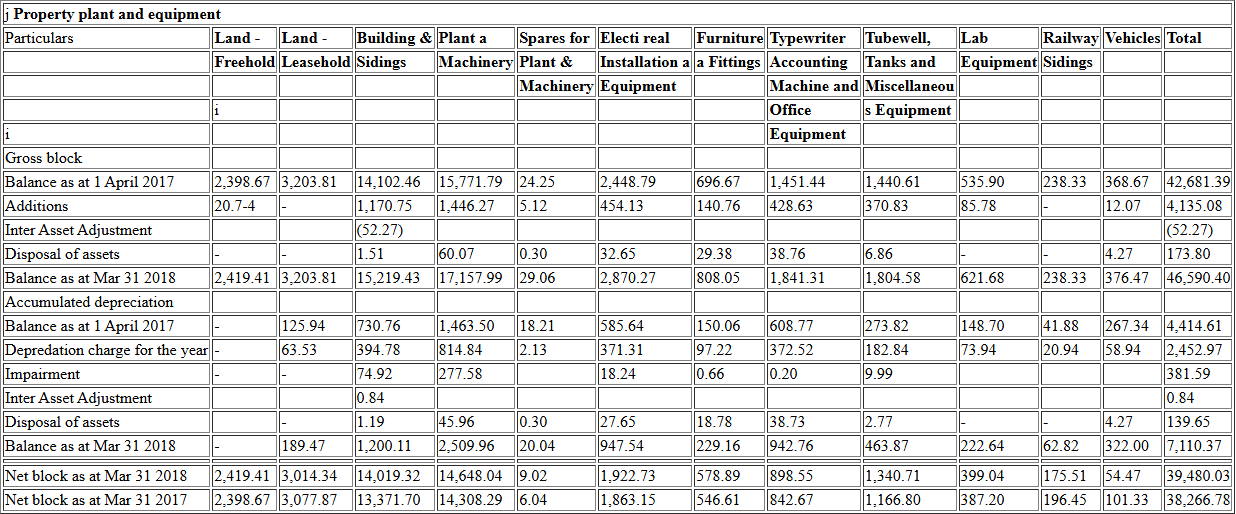 j Property plant and equipment
Particulars Land - Land - Building & Plant a Spares for Electi real Furniture Typewriter Tubewell, Lab Railway Vehicles Total
Freehold Leasehold Sidings Machinery Plant & Installation a a Fittings Accounting Tanks and Equipment Sidings
Machinery Equipment Machine and Miscellaneou
i Office s Equipment
i Equipment
Gross block
Balance as at 1 April 2017 2,398.67 3,203.81 14,102.46 15,771.79 24.25 2,448.79 696.67 1,451.44 1,440.61 535.90 238.33 368.67 42,681.39
Additions 20.7-4 - 1,170.75 1,446.27 5.12 454.13 140.76 428.63 370.83 85.78 - 12.07 4,135.08
Inter Asset Adjustment (52.27) (52.27)
Disposal of assets - - 1.51 60.07 0.30 32.65 29.38 38.76 6.86 - - 4.27 173.80
Balance as at Mar 31 2018 2,419.41 3,203.81 15,219.43 17,157.99 29.06 2,870.27 808.05 1,841.31 1,804.58 621.68 238.33 376.47 46,590.40
Accumulated depreciation
Balance as at 1 April 2017 - 125.94 730.76 1,463.50 18.21 585.64 150.06 608.77 273.82 148.70 41.88 267.34 4,414.61
Depredation charge for the year - 63.53 394.78 814.84 2.13 371.31 97.22 372.52 182.84 73.94 20.94 58.94 2,452.97
Impairment - - 74.92 277.58 18.24 0.66 0.20 9.99 381.59
Inter Asset Adjustment 0.84 0.84
Disposal of assets - 1.19 45.96 0.30 27.65 18.78 38.73 2.77 - - 4.27 139.65
Balance as at Mar 31 2018 - 189.47 1,200.11 2,509.96 20.04 947.54 229.16 942.76 463.87 222.64 62.82 322.00 7,110.37
Net block as at Mar 31 2018 2,419.41 3,014.34 14,019.32 14,648.04 9.02 1,922.73 578.89 898.55 1,340.71 399.04 175.51 54.47 39,480.03
Net block as at Mar 31 2017 2,398.67 3,077.87 13,371.70 14,308.29 6.04 1,863.15 546.61 842.67 1,166.80 387.20 196.45 101.33 38,266.78